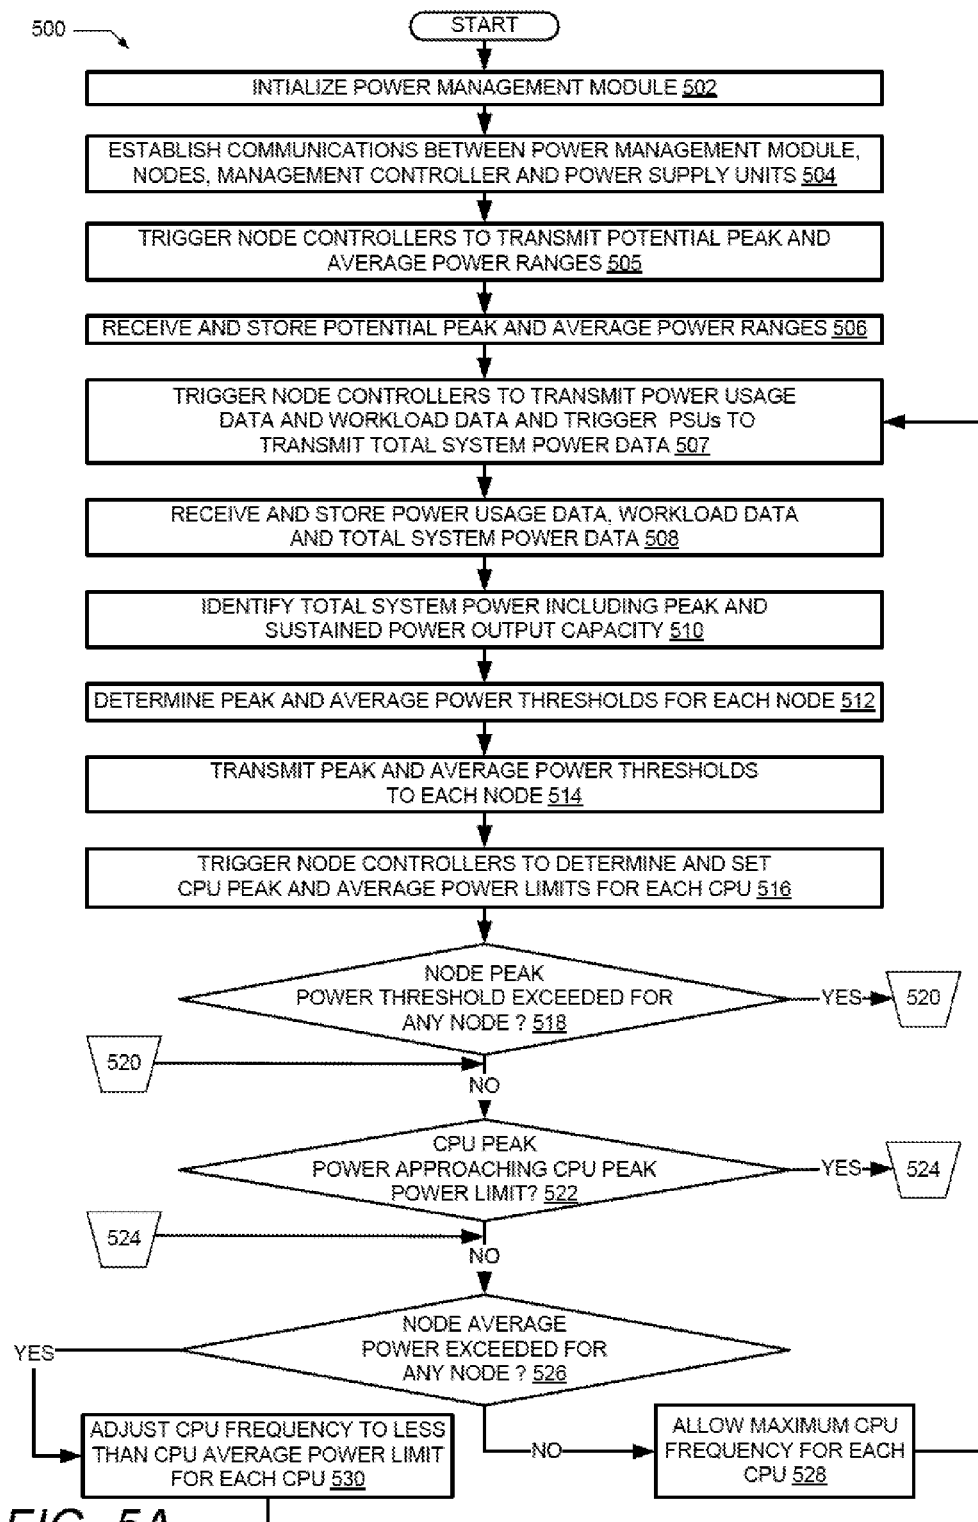 500
START
INTIALIZE POWER MANAGEMENT MODULE 502
ESTABLISH COMMUNICATIONS BETWEEN POWER MANAGEMENT MODULE,
NODES, MANAGEMENT CONTROLLER AND POWER SUPPLY UNITS 504
TRIGGER NODE CONTROLLERS TO TRANSMIT POTENTIAL PEAK AND
AVERAGE POWER RANGES 505
RECEIVE AND STORE POTENTIAL PEAK AND AVERAGE POWER RANGES 506
TRIGGER NODE CONTROLLERS TO TRANSMIT POWER USAGE
DATA AND WORKLOAD DATA AND TRIGGER PSUs TO
TRANSMIT TOTAL SYSTEM POWER DATA 507
RECEIVE AND STORE POWER USAGE DATA, WORKLOAD DATA
AND TOTAL SYSTEM POWER DATA 508
IDENTIFY TOTAL SYSTEM POWER INCLUDING PEAK AND
SUSTAINED POWER OUTPUT CAPACITY 510
DETERMINE PEAK AND AVERAGE POWER THRESHOLDS FOR EACH NODE 512
TRANSMIT PEAK AND AVERAGE POWER THRESHOLDS
TO EACH NODE 514
TRIGGER NODE CONTROLLERS TO DETERMINE AND SET
CPU PEAK AND AVERAGE POWER LIMITS FOR EACH CPU 516
NODE PEAK
POWER THRESHOLD EXCEEDED FOR
ANY NODE ? 518
YES
520
520
NO
CPU PEAK
POWER APPROACHING CPU PEAK
POWER LIMIT? 522
YES
524
524
NO
NODE AVERAGE
POWER EXCEEDED FOR
ANY NODE ? 526
YES
ADJUST CPU FREQUENCY TO LESS
THAN CPU AVERAGE POWER LIMIT
FOR EACH CPU 530
NO
ALLOW MAXIMUM CPU
FREQUENCY FOR EACH
CPU 528
FIG. 5A